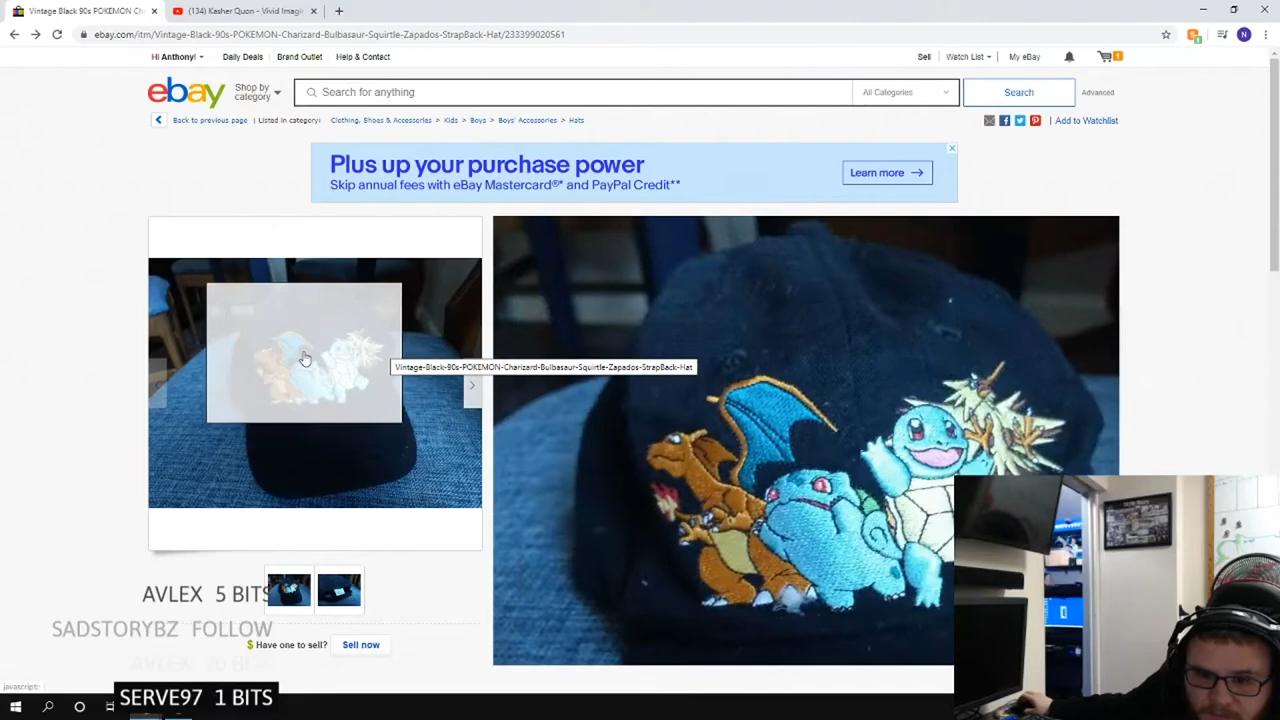 Vintage Black 90s POKEMON Ch
(134) Kasher Quon - Vivid Imagi
ebay.com/itm/Vintage-Black-90s-POKEMON-Charizard-Bulbasaur-Squirtle-Zapados-StrapBack-Hat/233399020561
N
Hi Anthony!
Daily Deals
Brand Outlet
Help & Contact
Sell
Watch List
My eBay
1
ebay
Shop by
category
Search for anything
All Categories
Search
Advanced
Back to previous page
Listed in category:
Clothing, Shoes & Accessories > Kids > Boys > Boys' Accessories > Hats
Add to Watchlist
Plus up your purchase power
Skip annual fees with eBay Mastercard®* and PayPal Credit**
Learn more
Vintage-Black-90s-POKEMON-Charizard-Bulbasaur-Squirtle-Zapados-StrapBack-Hat
AVLEX 5 BITS
SADSTORYBZ FOLLOW
Have one to sell?
Sell now
SERVE97 1 BITS